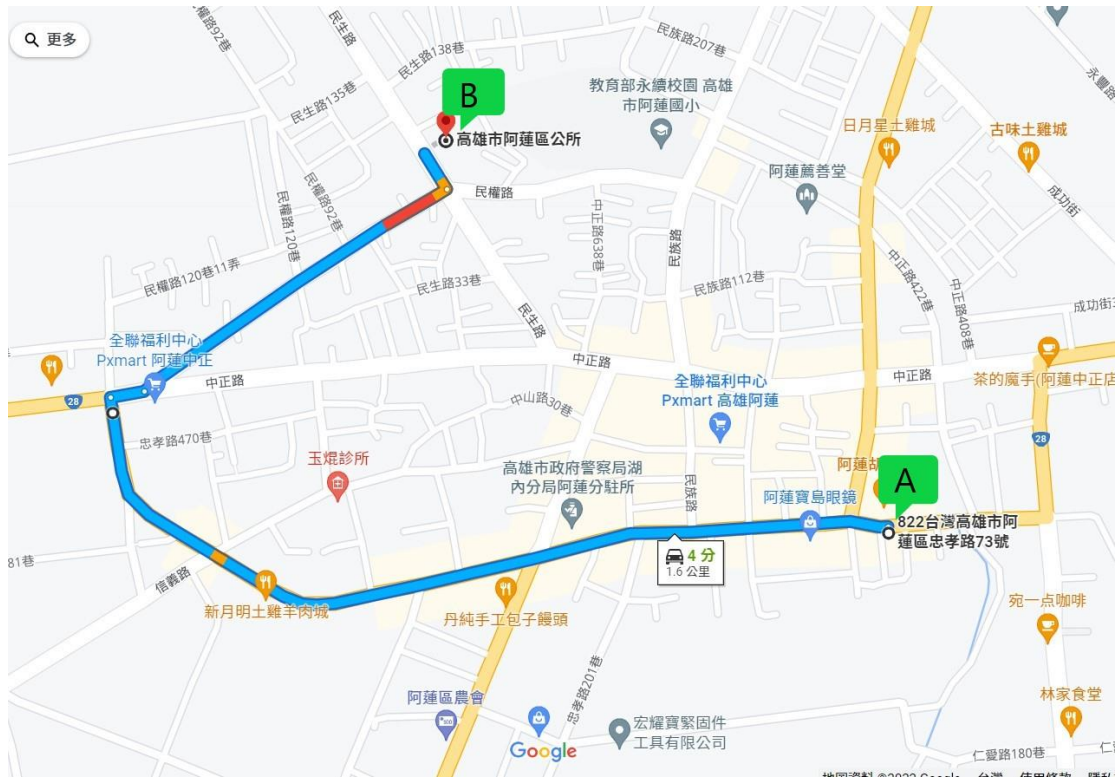 更多
民權路92巷
民生路
民生路138巷
民族路207巷
永豐路
B
民生路135巷
教育部永續校園 高雄
市阿蓮國小
高雄市阿蓮區公所
日月星土雞城
古味土雞城
阿蓮薦善堂
民權路
成功街
民權路120巷
民權路92巷
中正路638巷
民族路
中正路422巷
民權路120巷11弄
民生路33巷
民族路112巷
中正路408巷
成功街3
民生路
全聯福利中心
Pxmart 阿蓮中正
中正路
中正路
全聯福利中心
Pxmart 高雄阿蓮
中正路
茶的魔手(阿蓮中正店
28
中山路30巷
忠孝路470巷
28
玉焜診所
高雄市政府警察局湖
內分局阿蓮分駐所
民族路
阿蓮寶島眼鏡
阿蓮胡
A
822台灣高雄市阿
蓮區忠孝路73號
81巷
4 分
1.6 公里
信義路
新月明土雞羊肉城
丹純手工包子饅頭
宛一点咖啡
忠孝路201巷
阿蓮區農會
林家食堂
宏耀寶緊固件
工具有限公司
Google
仁愛路180巷
仁